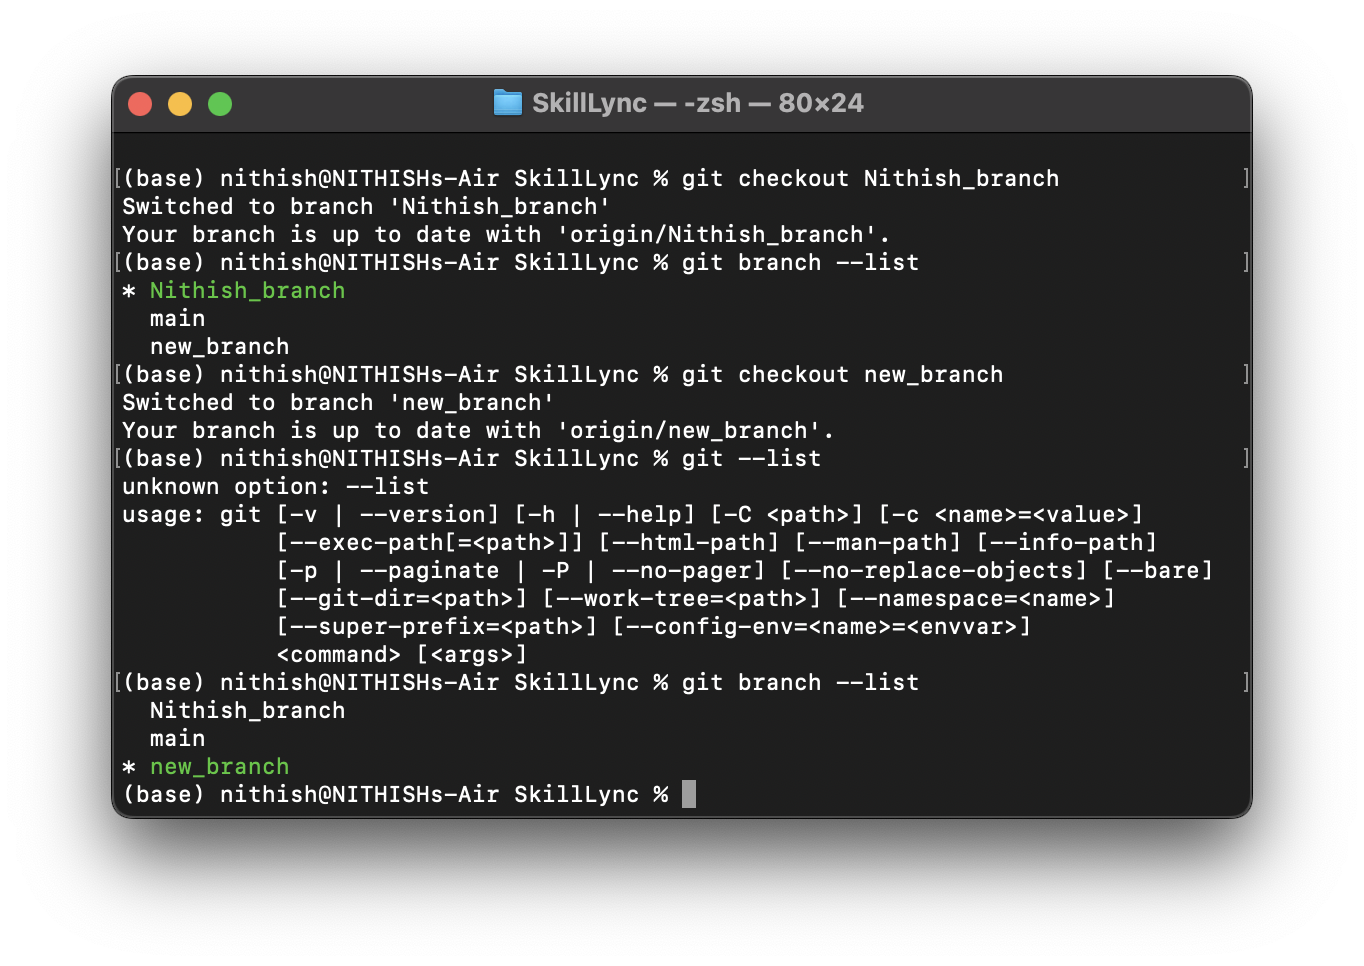 SkillLync — -zsh — 80×24
[(base) nithish@NITHISHs-Air SkillLync % git checkout Nithish_branch ]
Switched to branch 'Nithish_branch'
Your branch is up to date with 'origin/Nithish_branch'.
[(base) nithish@NITHISHs-Air SkillLync % git branch --list ]
* Nithish_branch
  main
  new_branch
[(base) nithish@NITHISHs-Air SkillLync % git checkout new_branch ]
Switched to branch 'new_branch'
Your branch is up to date with 'origin/new_branch'.
[(base) nithish@NITHISHs-Air SkillLync % git --list ]
unknown option: --list
usage: git [-v | --version] [-h | --help] [-C <path>] [-c <name>=<value>]
           [--exec-path[=<path>]] [--html-path] [--man-path] [--info-path]
           [-p | --paginate | -P | --no-pager] [--no-replace-objects] [--bare]
           [--git-dir=<path>] [--work-tree=<path>] [--namespace=<name>]
           [--super-prefix=<path>] [--config-env=<name>=<envvar>]
           <command> [<args>]
[(base) nithish@NITHISHs-Air SkillLync % git branch --list ]
  Nithish_branch
  main
* new_branch
(base) nithish@NITHISHs-Air SkillLync %